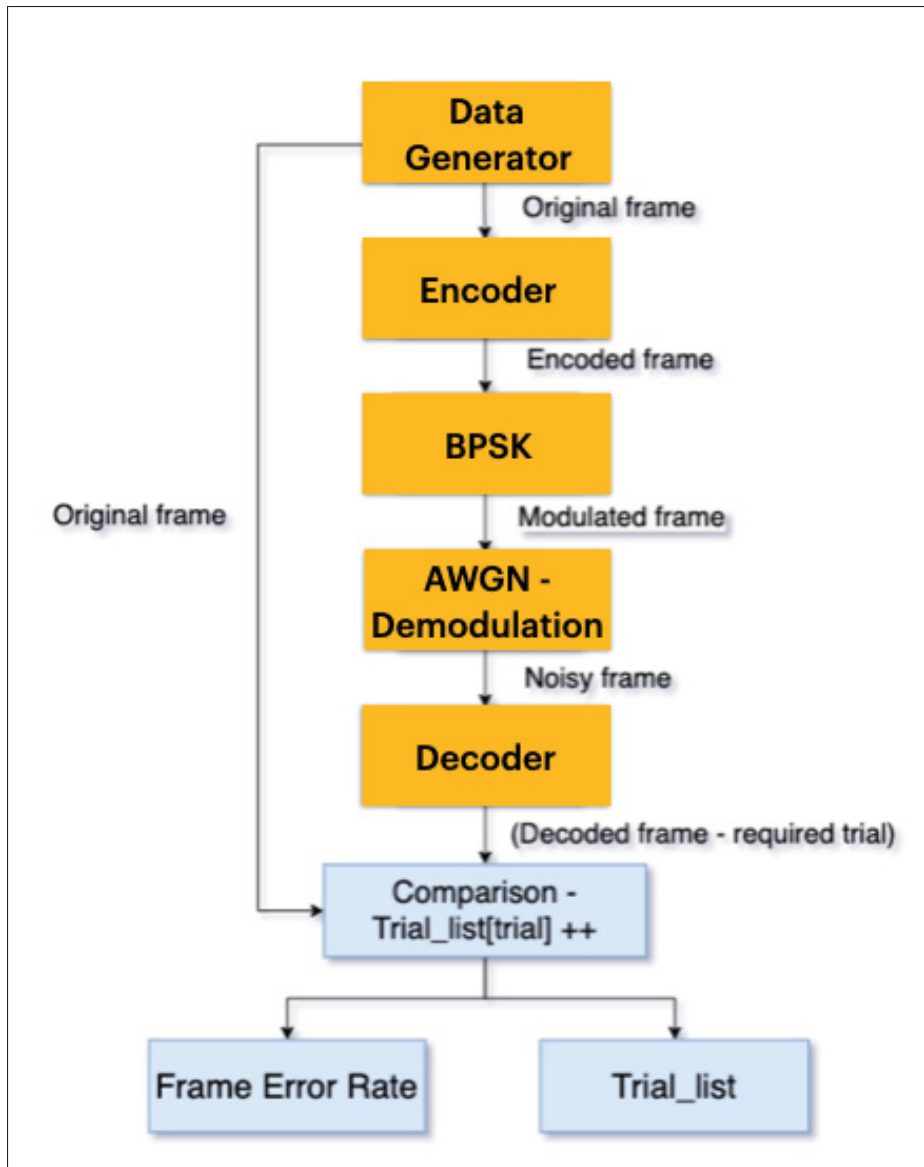 Data
Generator
Original frame
Encoder
Encoded frame
BPSK
Original frame
Modulated frame
AWGN -
Demodulation
Noisy frame
Decoder
(Decoded frame - required trial)
Comparison -
Trial_list[trial] ++
Frame Error Rate
Trial_list